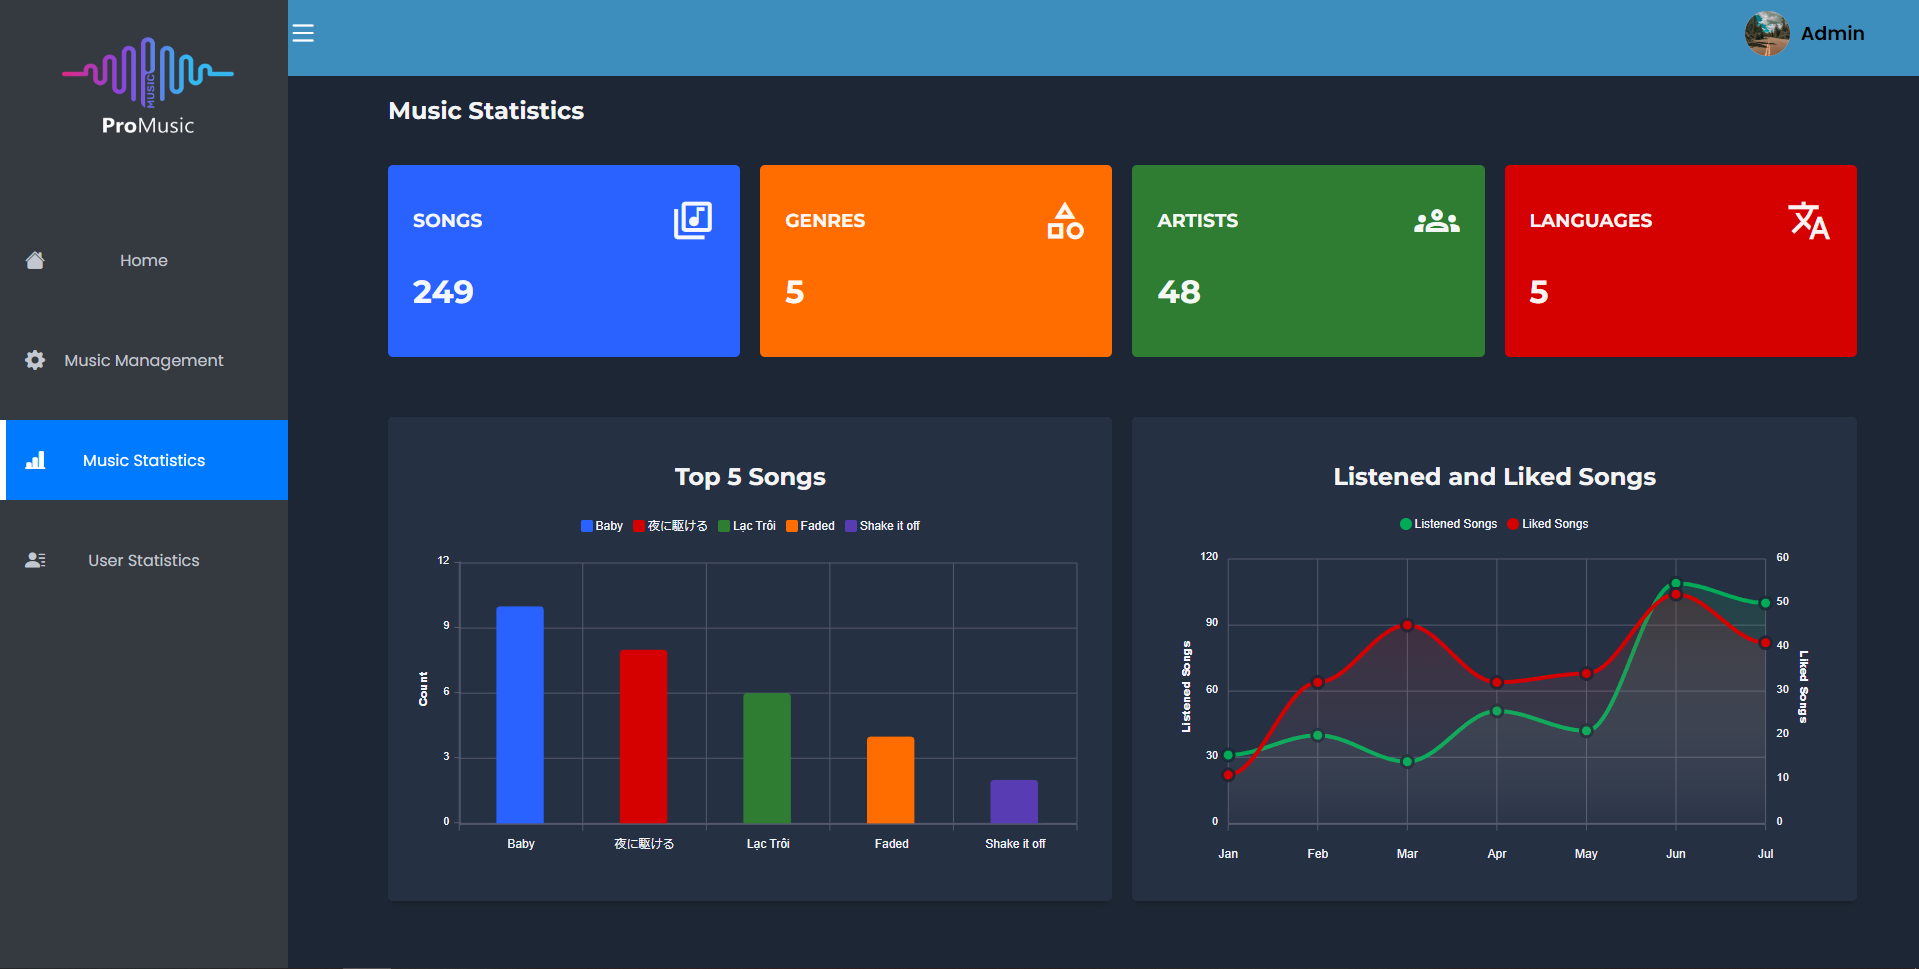 Admin
MUSIC
ProMusic
Home
Music Management
Music Statistics
User Statistics
Music Statistics
SONGS
249
GENRES
5
ARTISTS
48
LANGUAGES
文A
5
Top 5 Songs
Baby 夜に駆ける Lạc Trôi Faded Shake it off
Count
12
9
6
3
0
Baby 夜に駆ける Lạc Trôi Faded Shake it off
Listened and Liked Songs
Listened Songs Liked Songs
Listened Songs
120
90
60
30
0
60
50
40
30
20
10
0
Liked Songs
Jan Feb Mar Apr May Jun Jul